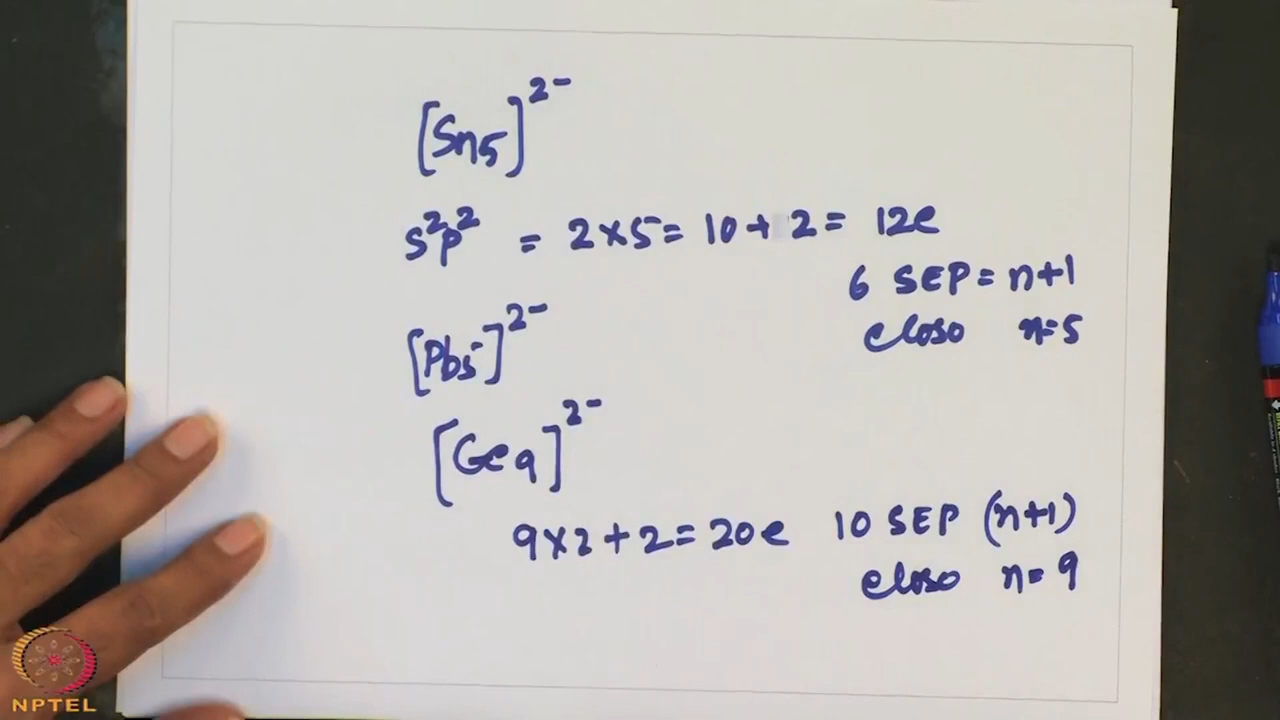 [Sn5]2-
s2p2 = 2×5 = 10 + 2 = 12e
6 SEP = n+1
closo n=5
[Pb5]2-
[Ge9]2-
9×2+2=20e 10 SEP (n+1)
closo n=9
NPTEL